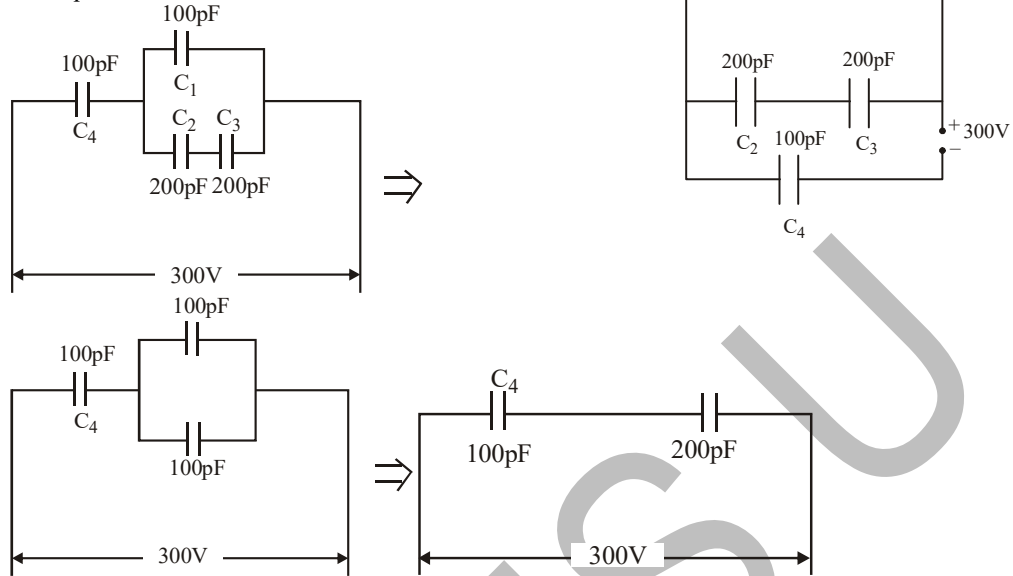 100pF
100pF
C1
C4
C2 C3
200pF 200pF
300V
200pF 200pF
C2 100pF C3
+ 300V
−
C4
100pF
100pF
C4
100pF
300V
C4
100pF 200pF
300V
S U